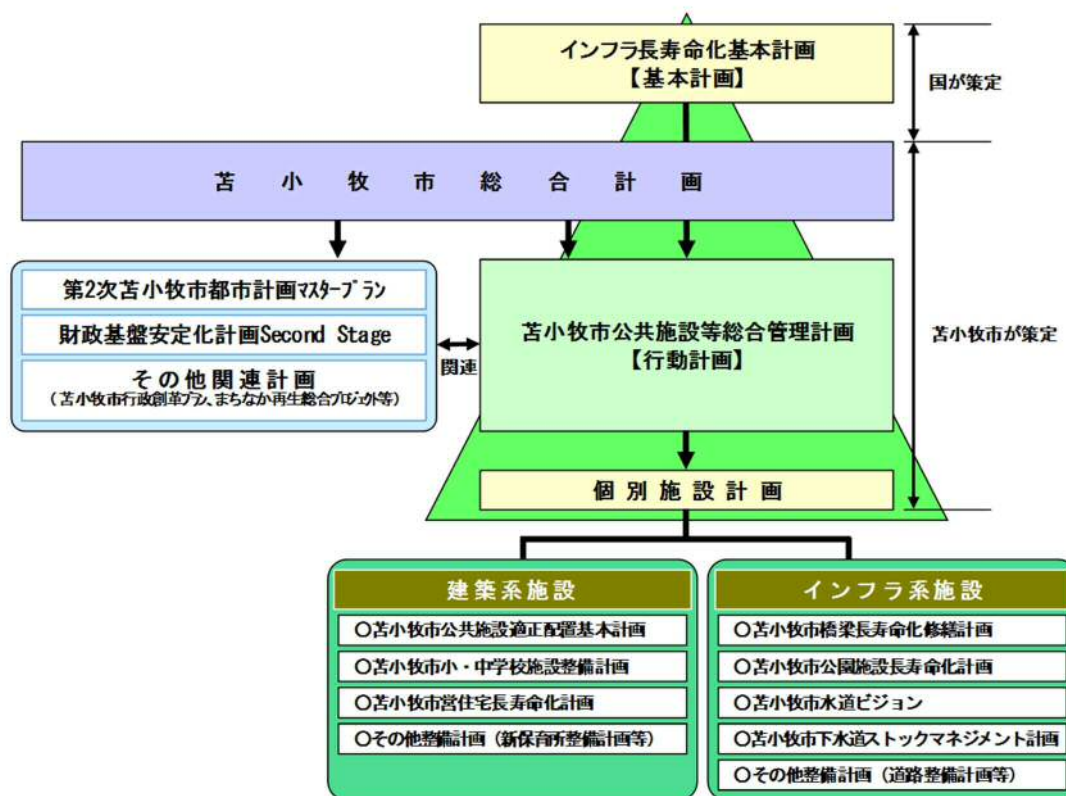 インフラ長寿命化基本計画
【基本計画】
国が策定
苫小牧市総合計画
第2次苫小牧市都市計画マスタープラン
財政基盤安定化計画Second Stage
その他関連計画
(苫小牧市行政創革プラン、まちなか再生総合プロジェクト等)
関連
苫小牧市公共施設等総合管理計画
【行動計画】
苫小牧市が策定
個別施設計画
建築系施設
○苫小牧市公共施設適正配置基本計画
○苫小牧市小・中学校施設整備計画
○苫小牧市営住宅長寿命化計画
○その他整備計画(新保育所整備計画等)
インフラ系施設
○苫小牧市橋梁長寿命化修繕計画
○苫小牧市公園施設長寿命化計画
○苫小牧市水道ビジョン
○苫小牧市下水道ストックマネジメント計画
○その他整備計画(道路整備計画等)